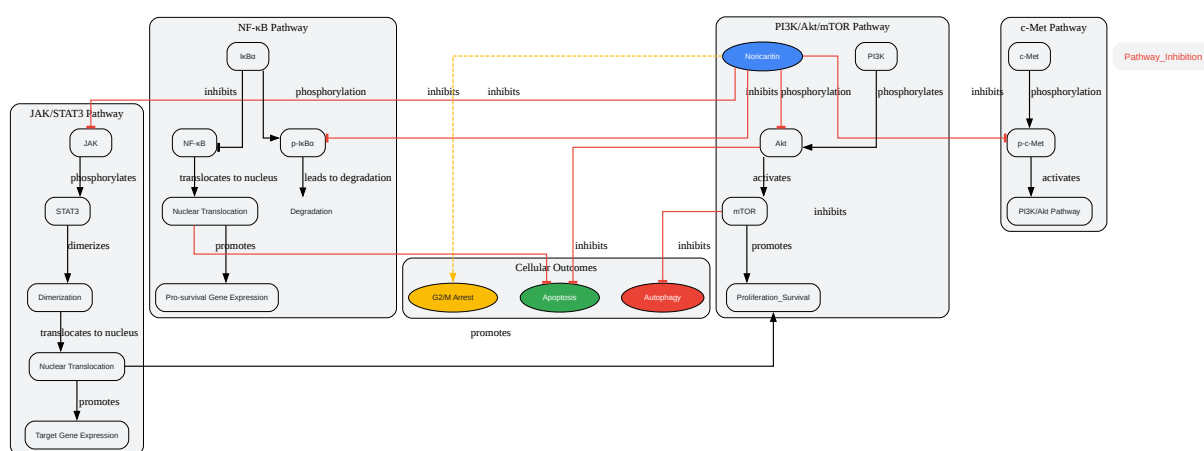 NF-κB Pathway
PI3K/Akt/mTOR Pathway
c-Met Pathway
IκBα
Noricaritin
PI3K
c-Met
Pathway_Inhibition
inhibits
phosphorylation
inhibits
inhibits
inhibits
phosphorylation
phosphorylates
inhibits
phosphorylation
JAK/STAT3 Pathway
JAK
NF-κB
p-IκBα
Akt
p-c-Met
phosphorylates
translocates to nucleus
leads to degradation
activates
activates
STAT3
Nuclear Translocation
Degradation
mTOR
inhibits
PI3K/Akt Pathway
dimerizes
promotes
inhibits
inhibits
promotes
Cellular Outcomes
Dimerization
Pro-survival Gene Expression
G2/M Arrest
Apoptosis
Autophagy
Proliferation_Survival
translocates to nucleus
promotes
Nuclear Translocation
promotes
Target Gene Expression